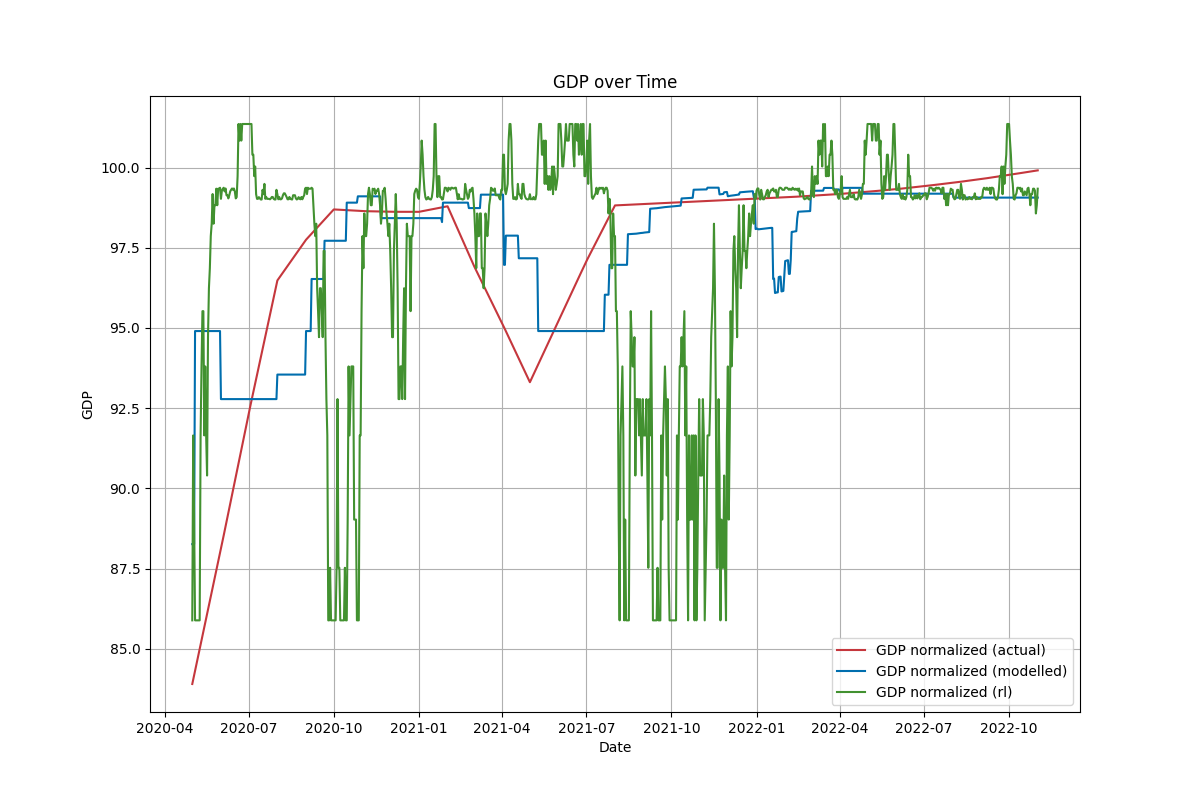 GDP over Time
GDP
100.0
97.5
95.0
92.5
90.0
87.5
85.0
GDP normalized (actual)
GDP normalized (modelled)
GDP normalized (rl)
2020-04 2020-07 2020-10 2021-01 2021-04 2021-07 2021-10 2022-01 2022-04 2022-07 2022-10
Date